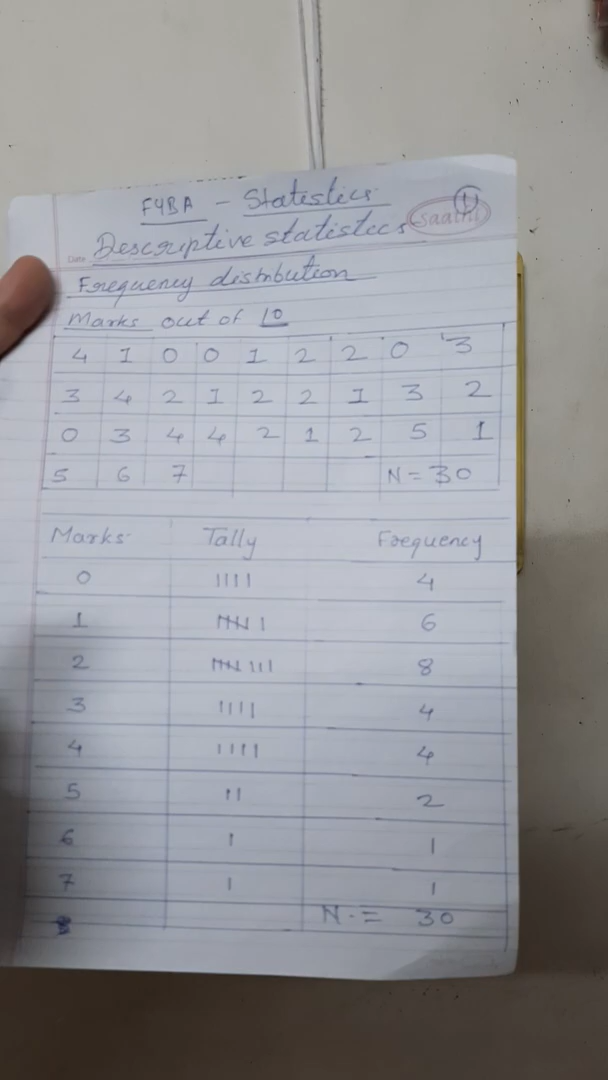 FYBA - Statistics
Descriptive statistics saathi 1
Date
Frequency distribution
Marks out of 10
4 1 0 0 1 2 2 0 3
3 4 2 1 2 2 1 3 2
0 3 4 4 2 1 2 5 1
5 6 7 N = 30
Marks Tally Frequency
0 |||| 4
1 𝍸 | 6
2 𝍸 ||| 8
3 |||| 4
4 |||| 4
5 || 2
6 | 1
7 | 1
N. = 30